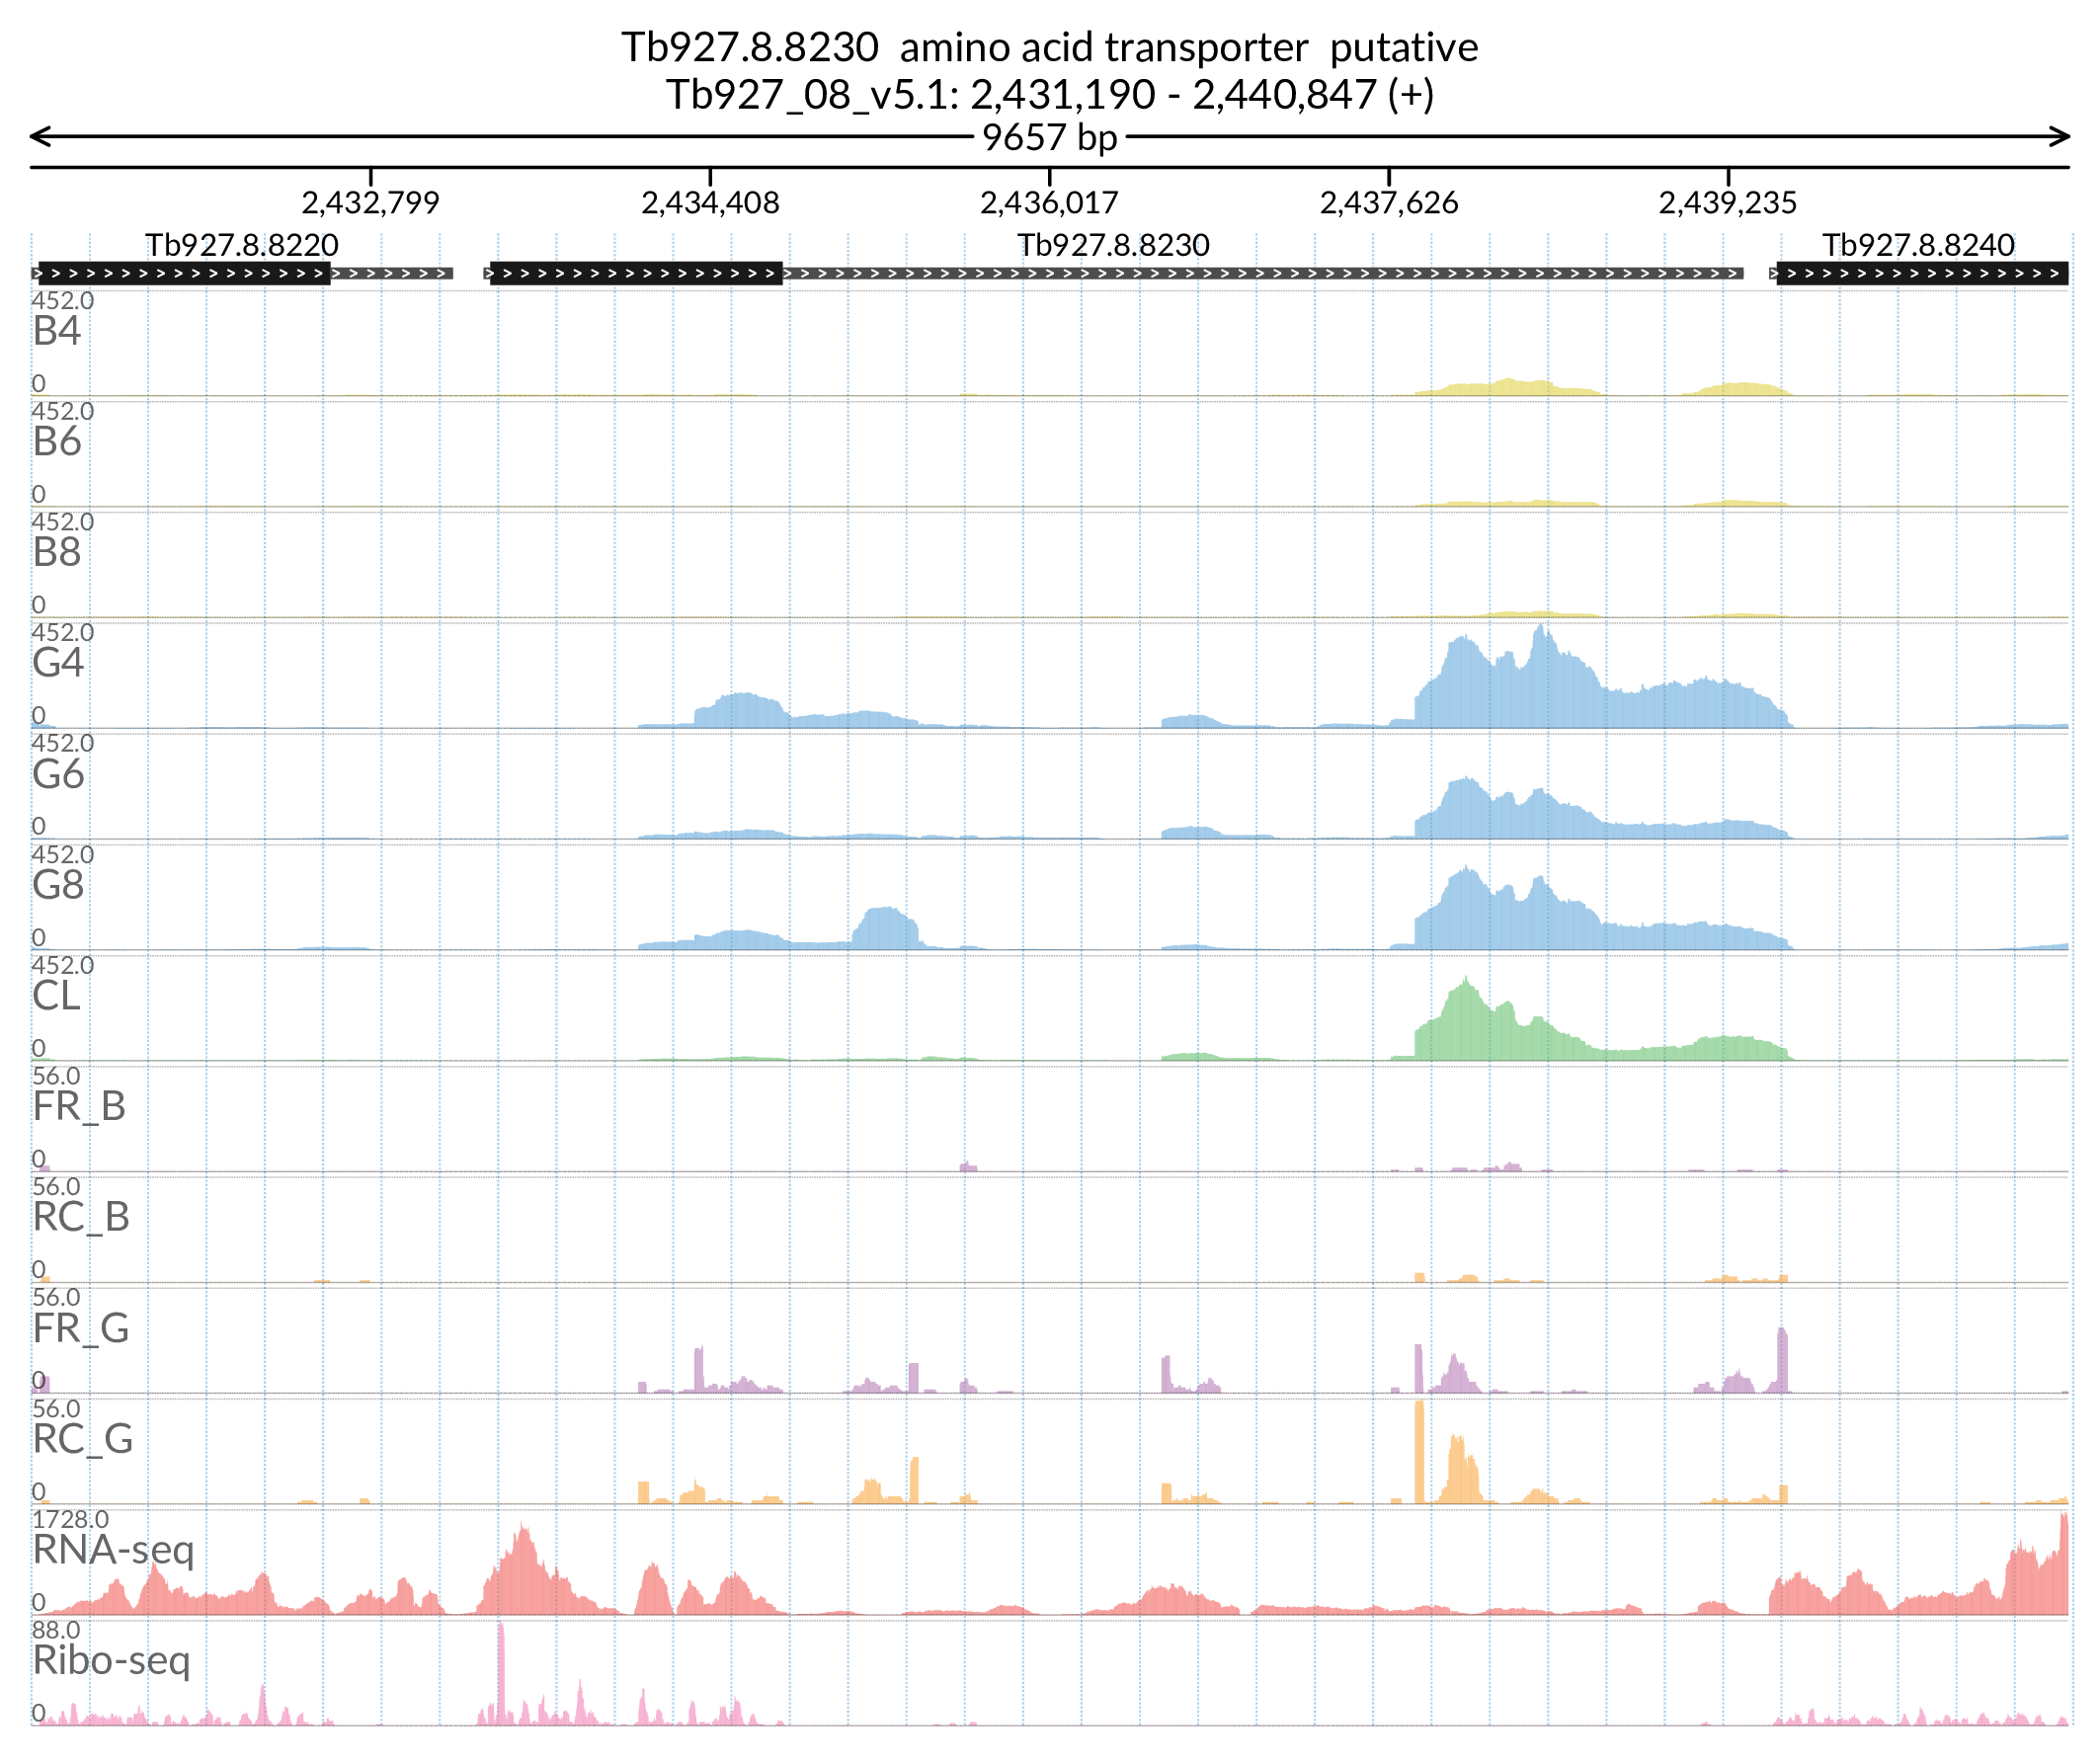 Tb927.8.8230 amino acid transporter putative
Tb927_08_v5.1: 2,431,190 - 2,440,847 (+)
9657 bp
2,432,799 2,434,408 2,436,017 2,437,626 2,439,235
Tb927.8.8220 Tb927.8.8230 Tb927.8.8240
452.0
B4
0
452.0
B6
0
452.0
B8
0
452.0
G4
0
452.0
G6
0
452.0
G8
0
452.0
CL
0
56.0
FR_B
0
56.0
RC_B
0
56.0
FR_G
0
56.0
RC_G
0
1728.0
RNA-seq
0
88.0
Ribo-seq
0